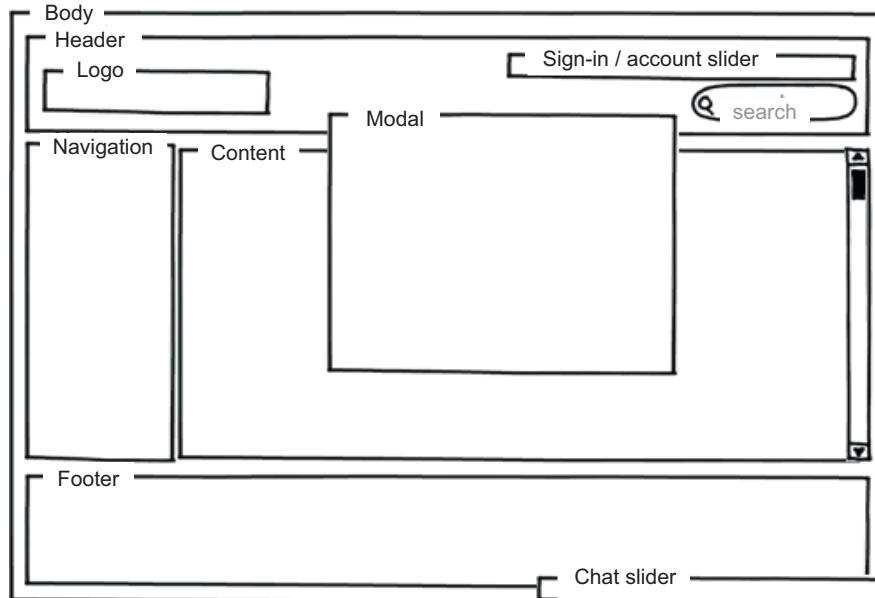 Body
Header
Logo
Sign-in / account slider
search
Modal
Navigation
Content
Footer
Chat slider